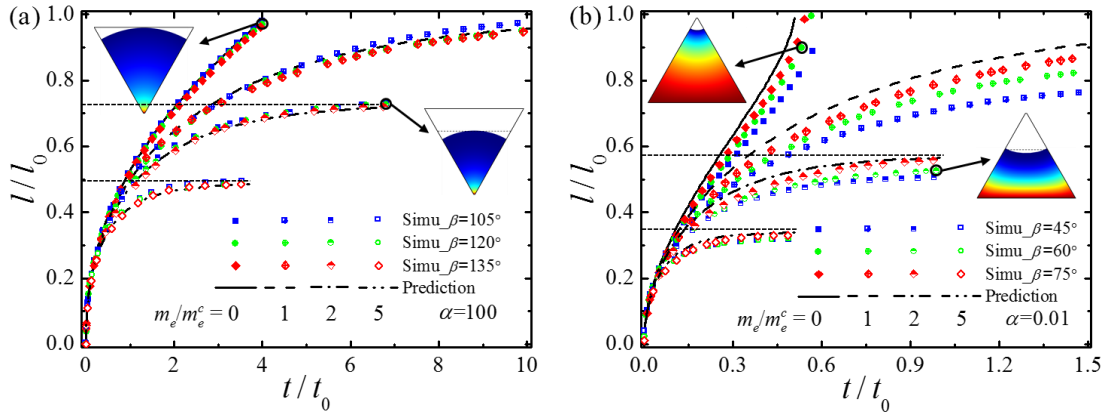 (a)
1.0
0.8
0.6
0.4
0.2
0.0
l / l₀
Simu_β=105°
Simu_β=120°
Simu_β=135°
Prediction
mₑ/mₑᶜ = 0 1 2 5 α=100
0 2 4 6 8 10
t / t₀
(b)
1.0
0.8
0.6
0.4
0.2
0.0
l / l₀
Simu_β=45°
Simu_β=60°
Simu_β=75°
Prediction
mₑ/mₑᶜ = 0 1 2 5 α=0.01
0.0 0.3 0.6 0.9 1.2 1.5
t / t₀